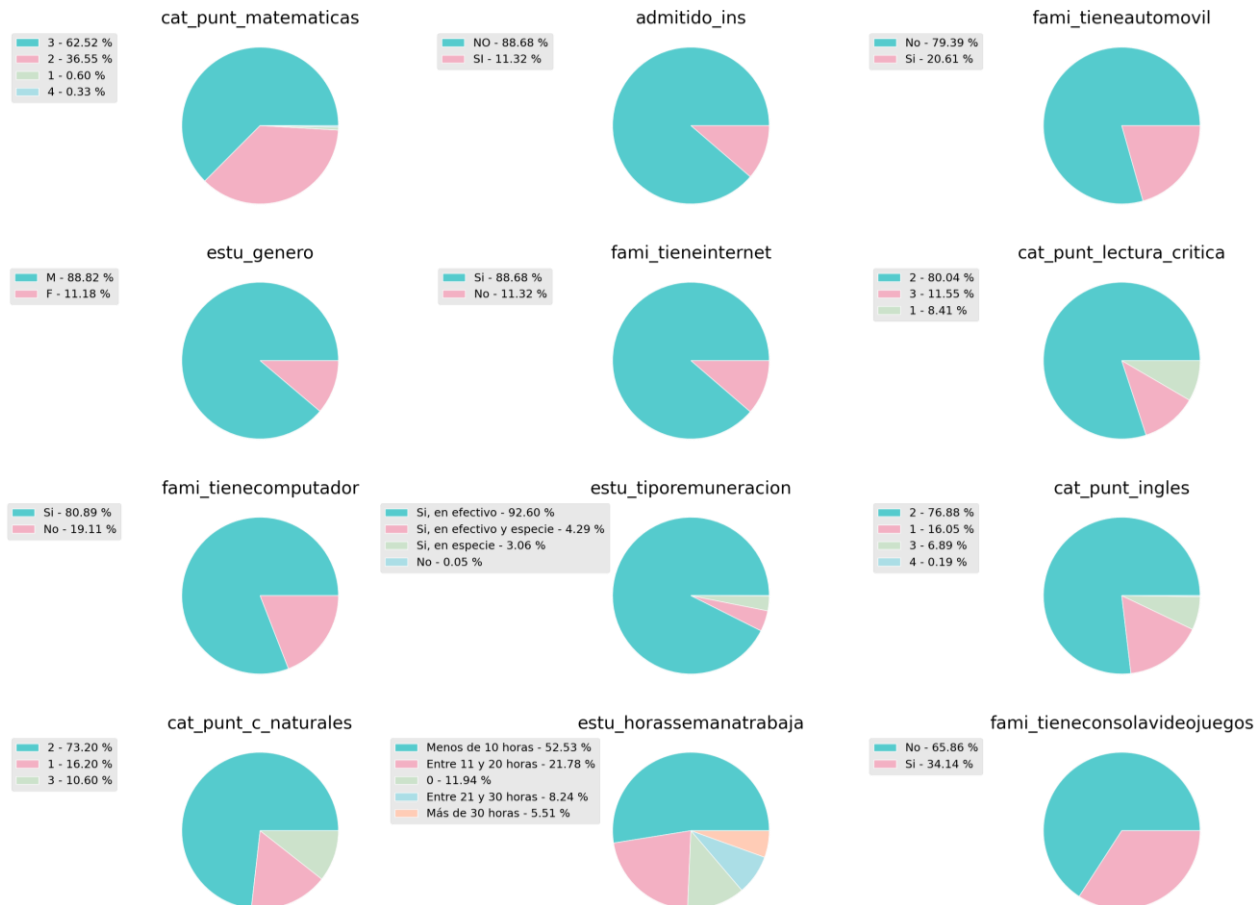 cat_punt_matematicas
3 - 62.52 %
2 - 36.55 %
1 - 0.60 %
4 - 0.33 %
admitido_ins
NO - 88.68 %
SI - 11.32 %
fami_tieneautomovil
No - 79.39 %
Si - 20.61 %
estu_genero
M - 88.82 %
F - 11.18 %
fami_tieneinternet
Si - 88.68 %
No - 11.32 %
cat_punt_lectura_critica
2 - 80.04 %
3 - 11.55 %
1 - 8.41 %
fami_tienecomputador
Si - 80.89 %
No - 19.11 %
estu_tiporemuneracion
Si, en efectivo - 92.60 %
Si, en efectivo y especie - 4.29 %
Si, en especie - 3.06 %
No - 0.05 %
cat_punt_ingles
2 - 76.88 %
1 - 16.05 %
3 - 6.89 %
4 - 0.19 %
cat_punt_c_naturales
2 - 73.20 %
1 - 16.20 %
3 - 10.60 %
estu_horassemanatrabaja
Menos de 10 horas - 52.53 %
Entre 11 y 20 horas - 21.78 %
0 - 11.94 %
Entre 21 y 30 horas - 8.24 %
Más de 30 horas - 5.51 %
fami_tieneconsolavideojuegos
No - 65.86 %
Si - 34.14 %